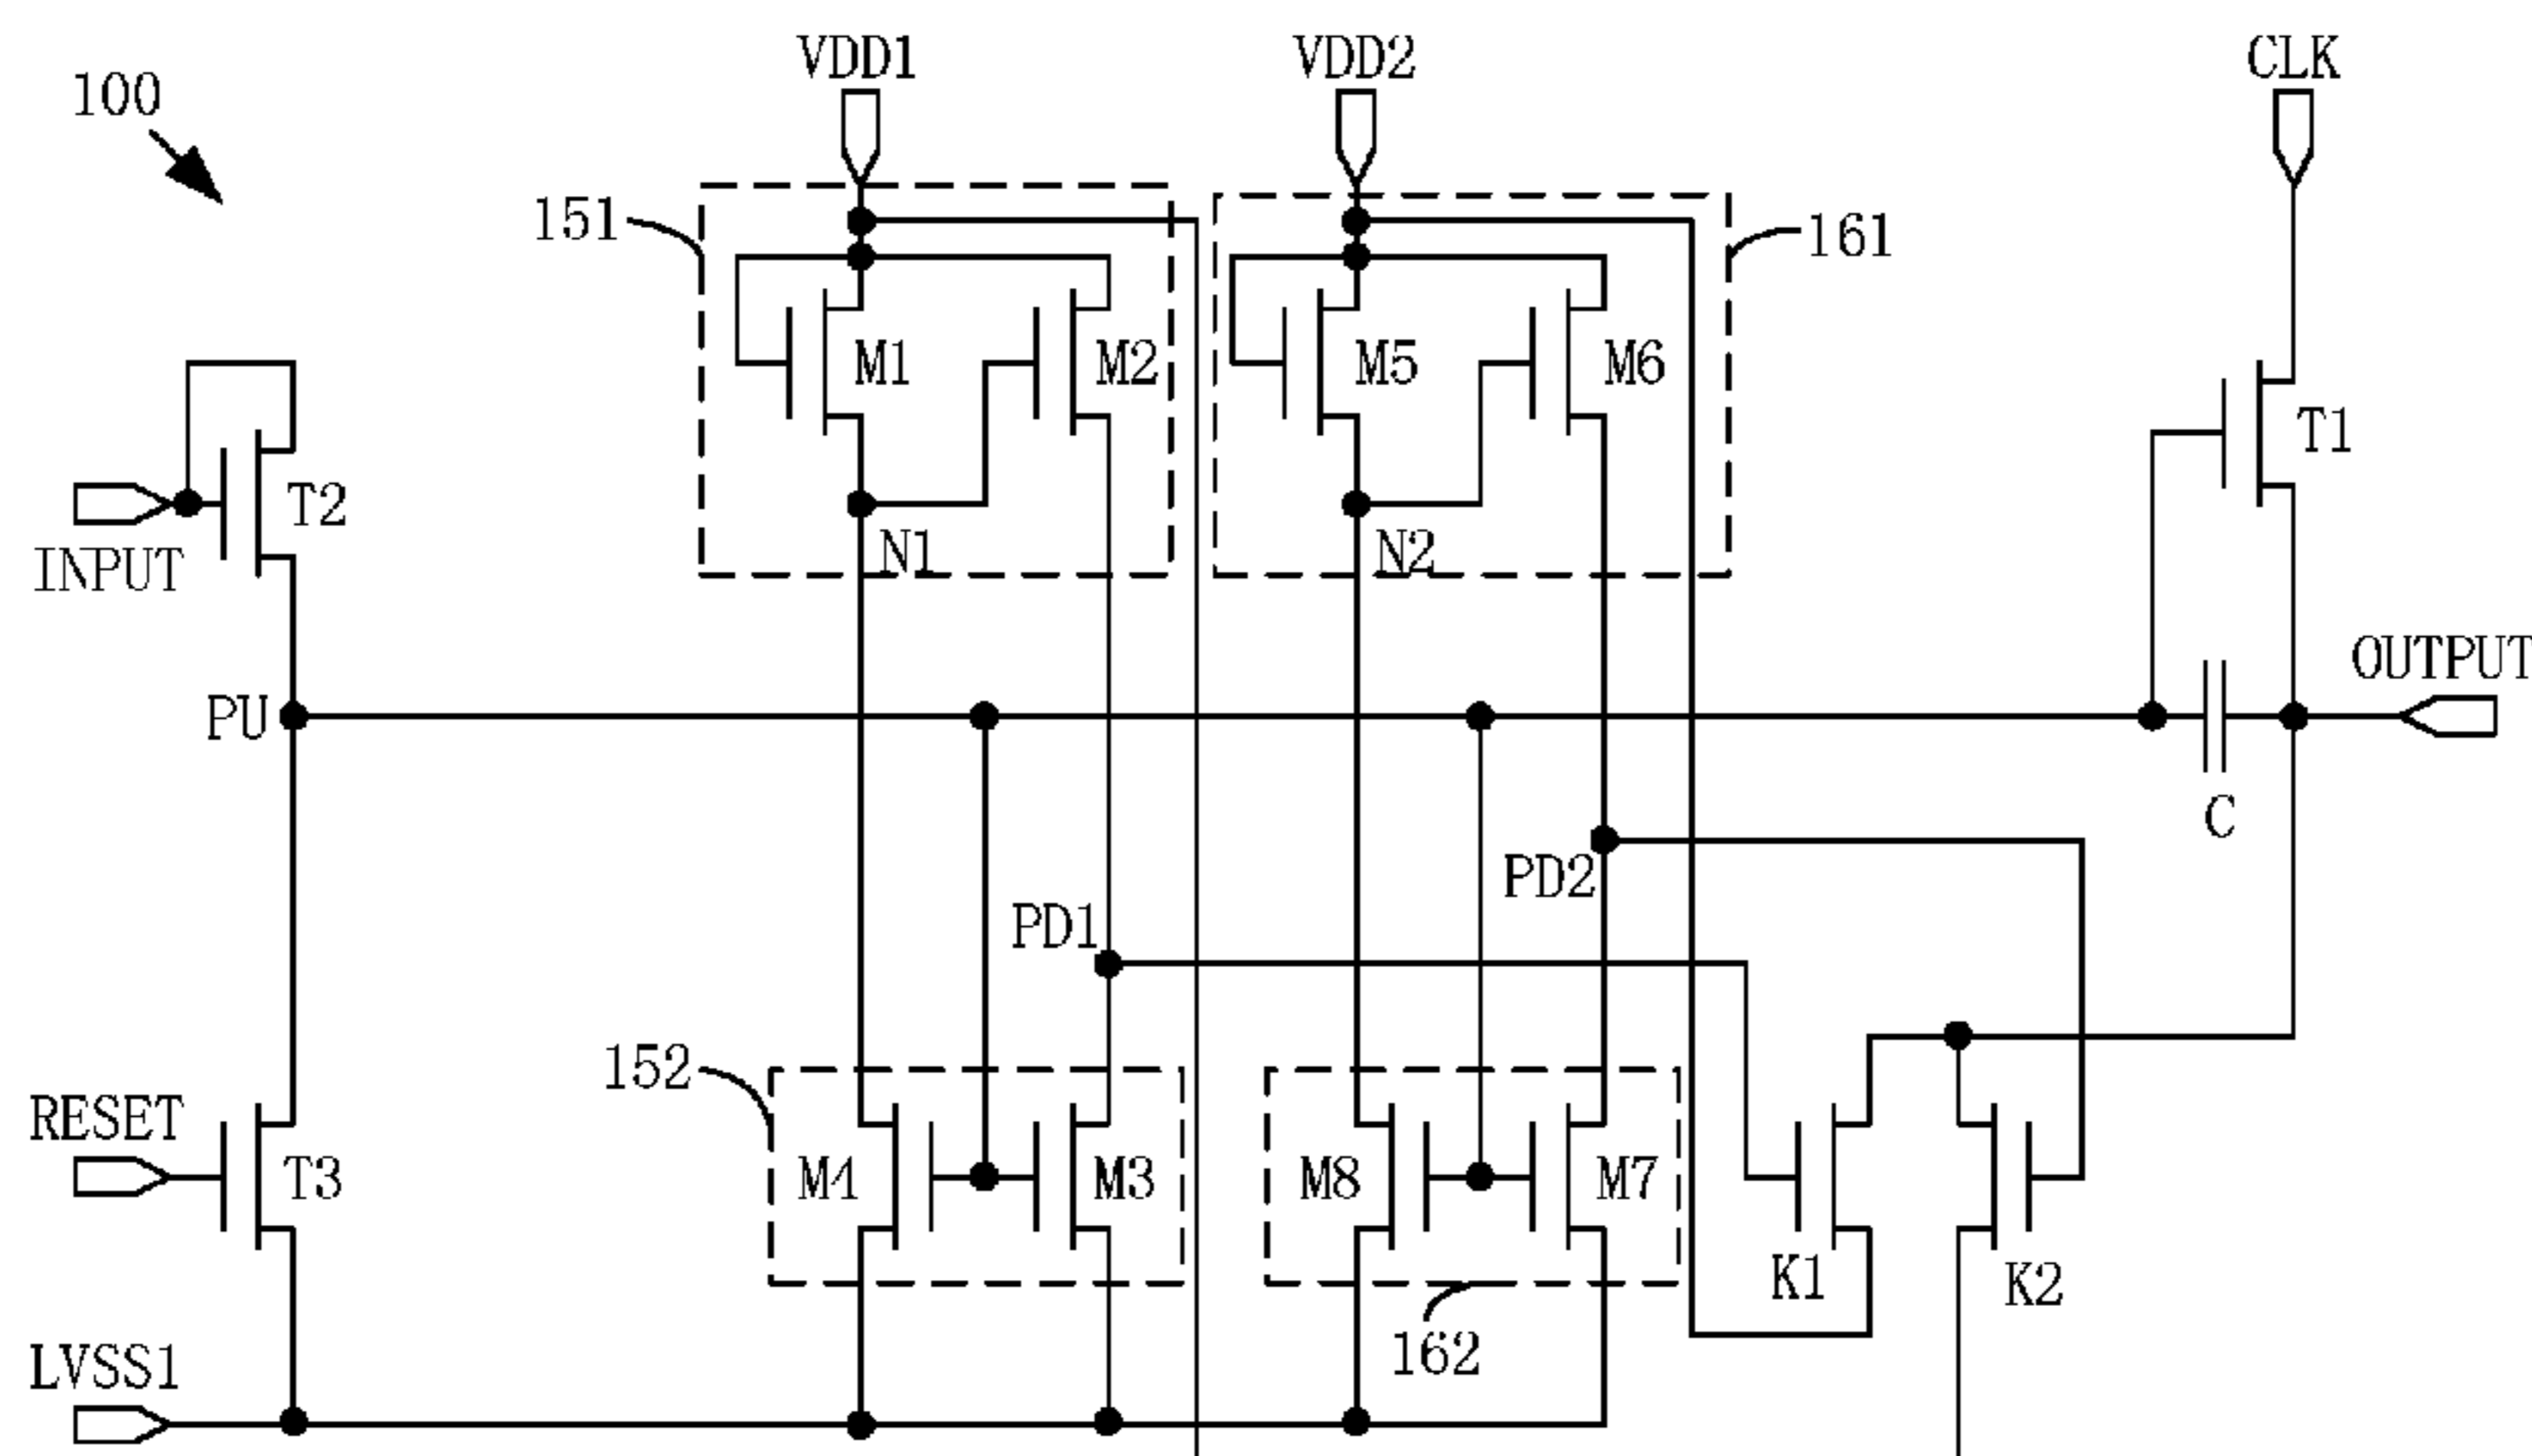 100
VDD1
VDD2
CLK
151
161
M1
M2
M5
M6
T1
T2
INPUT
N1
N2
OUTPUT
PU
C
PD2
PD1
152
RESET
T3
M4
M3
M8
M7
K1
K2
162
LVSS1